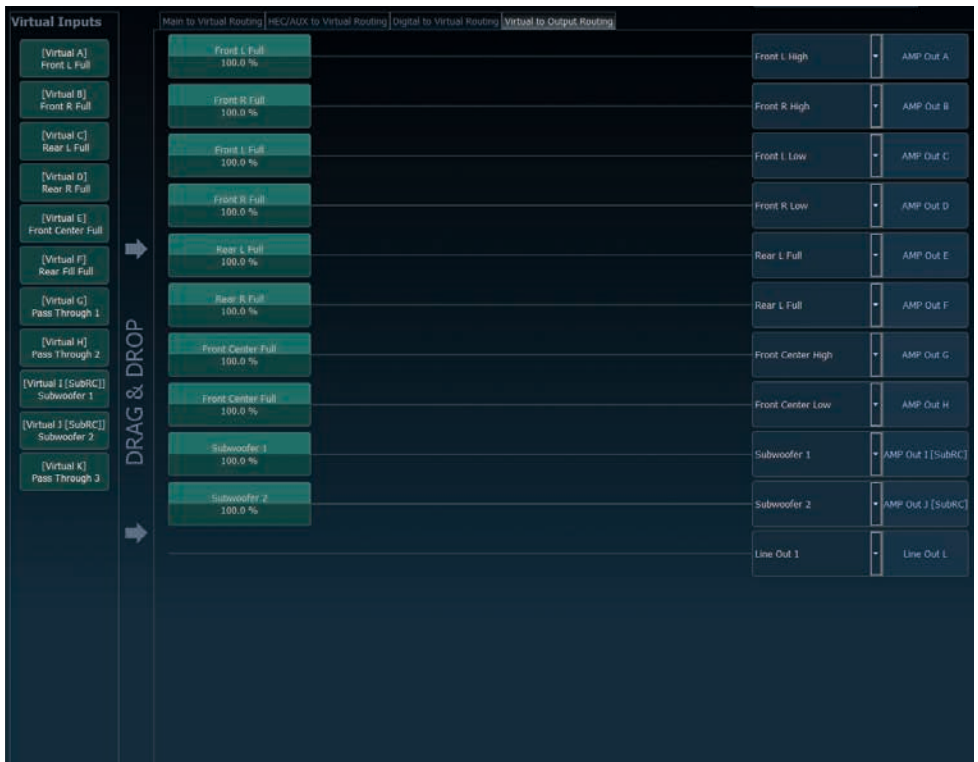 Virtual Inputs
[Virtual A]
Front L Full
[Virtual B]
Front R Full
[Virtual C]
Rear L Full
[Virtual D]
Rear R Full
[Virtual E]
Front Center Full
[Virtual F]
Rear Fill Full
[Virtual G]
Pass Through 1
[Virtual H]
Pass Through 2
[Virtual I [SubRC]]
Subwoofer 1
[Virtual J [SubRC]]
Subwoofer 2
[Virtual K]
Pass Through 3
DRAG & DROP
Main to Virtual Routing HEC/AUX to Virtual Routing Digital to Virtual Routing Virtual to Output Routing
Front L Full
100.0 %
Front L High AMP Out A
Front R Full
100.0 %
Front R High AMP Out B
Front L Full
100.0 %
Front L Low AMP Out C
Front R Full
100.0 %
Front R Low AMP Out D
Rear L Full
100.0 %
Rear L Full AMP Out E
Rear R Full
100.0 %
Rear L Full AMP Out F
Front Center Full
100.0 %
Front Center High AMP Out G
Front Center Full
100.0 %
Front Center Low AMP Out H
Subwoofer 1
100.0 %
Subwoofer 1 AMP Out I [SubRC]
Subwoofer 2
100.0 %
Subwoofer 2 AMP Out J [SubRC]
Line Out 1 Line Out L